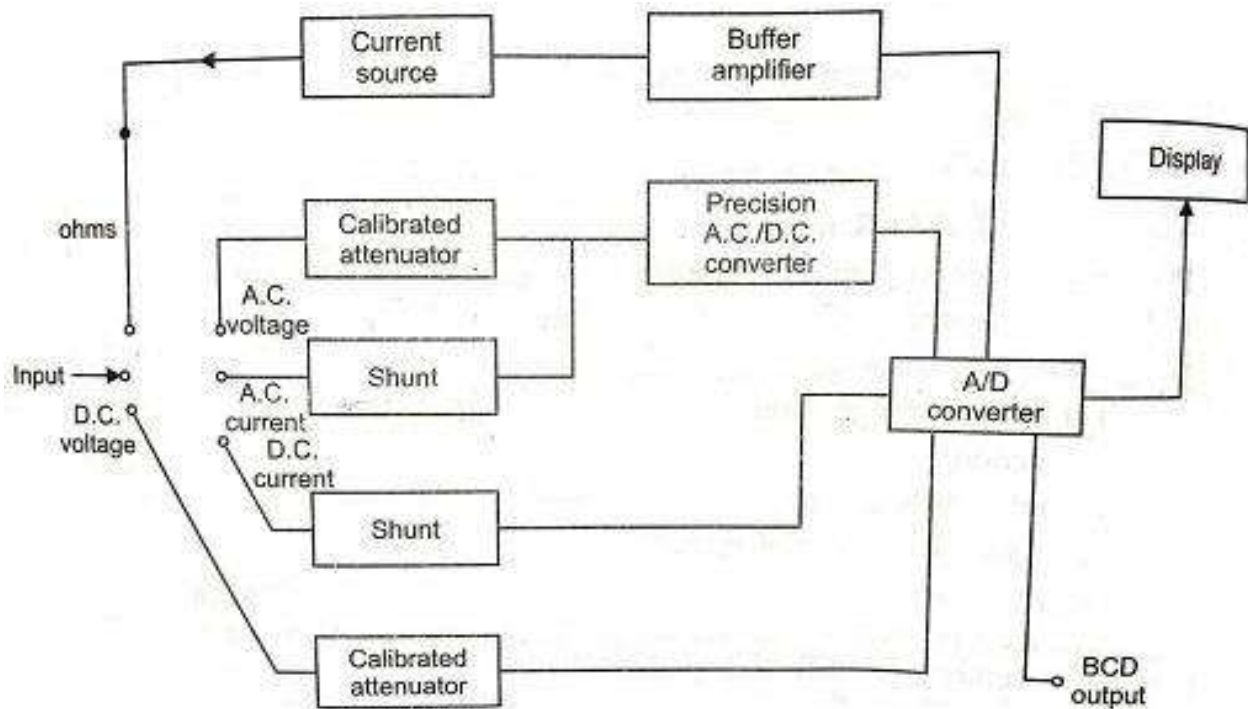 Current
source
Buffer
amplifier
Display
ohms
Calibrated
attenuator
Precision
A.C./D.C.
converter
A.C.
voltage
Input
Shunt
A/D
converter
D.C.
voltage
A.C.
current
D.C.
current
Shunt
Calibrated
attenuator
BCD
output